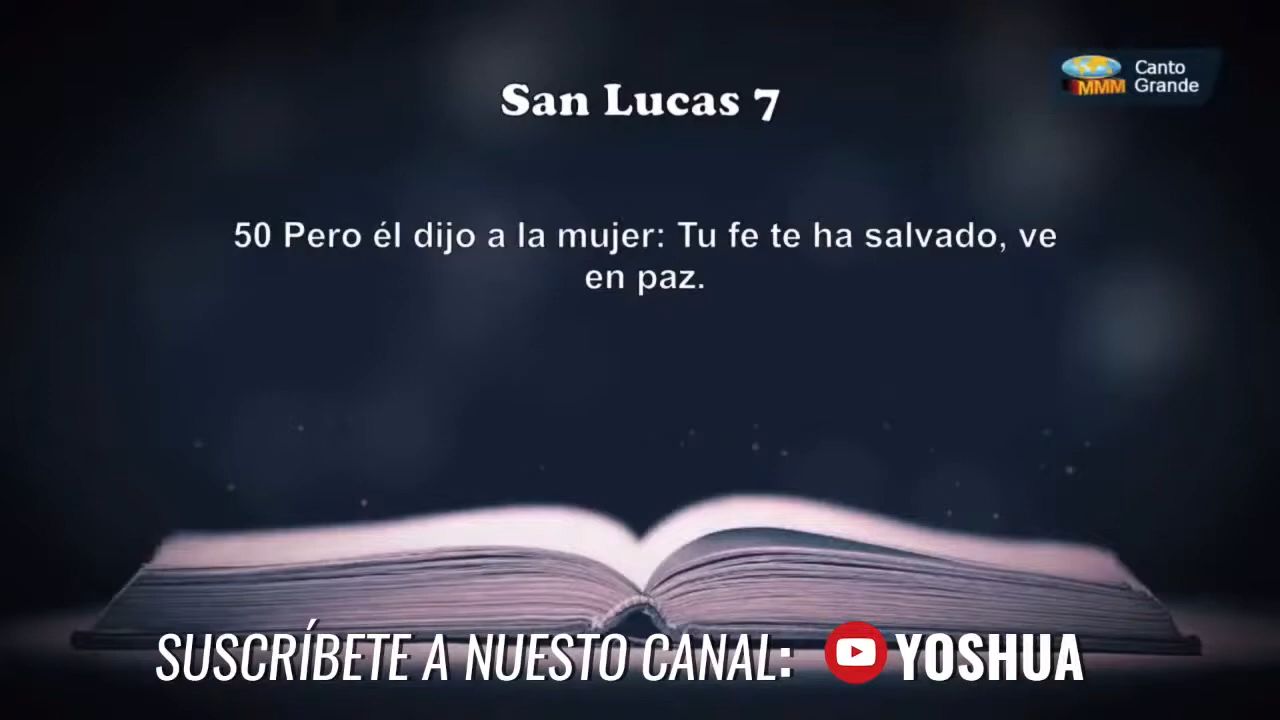 San Lucas 7
MMM
Canto
Grande
50 Pero él dijo a la mujer: Tu fe te ha salvado, ve
en paz.
SUSCRÍBETE A NUESTO CANAL: YOSHUA